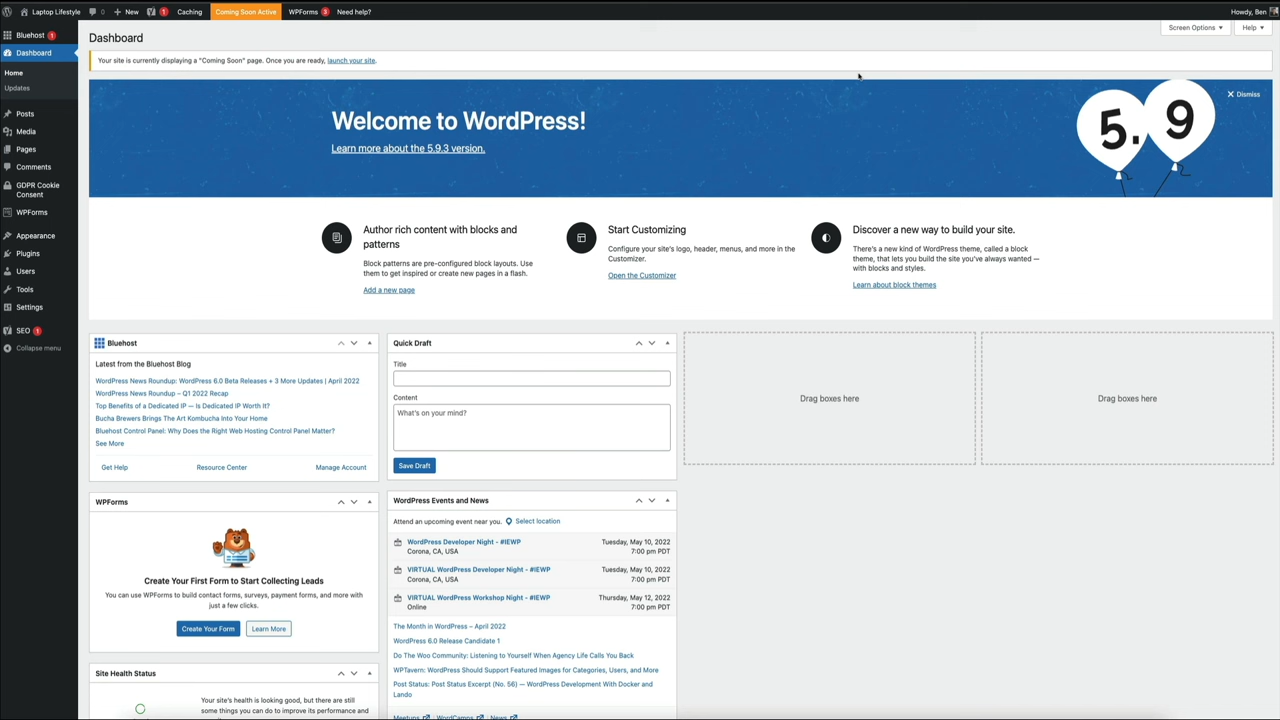 Laptop Lifestyle 0 + New 1 Caching Coming Soon Active WPForms 3 Need help? Howdy, Ben
Bluehost 1
Dashboard
Home
Updates
Posts
Media
Pages
Comments
GDPR Cookie
Consent
WPForms
Appearance
Plugins
Users
Tools
Settings
SEO 1
Collapse menu
Dashboard
Screen Options Help
Your site is currently displaying a "Coming Soon" page. Once you are ready, launch your site.
Welcome to WordPress!
Learn more about the 5.9.3 version.
5.9
Dismiss
Author rich content with blocks and
patterns
Block patterns are pre-configured block layouts. Use
them to get inspired or create new pages in a flash.
Add a new page
Start Customizing
Configure your site's logo, header, menus, and more in the
Customizer.
Open the Customizer
Discover a new way to build your site.
There's a new kind of WordPress theme, called a block
theme, that lets you build the site you've always wanted —
with blocks and styles.
Learn about block themes
Bluehost
Latest from the Bluehost Blog
WordPress News Roundup: WordPress 6.0 Beta Releases + 3 More Updates | April 2022
WordPress News Roundup – Q1 2022 Recap
Top Benefits of a Dedicated IP — Is Dedicated IP Worth It?
Bucha Brewers Brings The Art Kombucha Into Your Home
Bluehost Control Panel: Why Does the Right Web Hosting Control Panel Matter?
See More
Get Help Resource Center Manage Account
WPForms
Create Your First Form to Start Collecting Leads
You can use WPForms to build contact forms, surveys, payment forms, and more with
just a few clicks.
Create Your Form Learn More
Site Health Status
Your site's health is looking good, but there are still
some things you can do to improve its performance and
Quick Draft
Title
Content
What's on your mind?
Save Draft
WordPress Events and News
Attend an upcoming event near you. Select location
WordPress Developer Night - #IEWP Tuesday, May 10, 2022
Corona, CA, USA 7:00 pm PDT
VIRTUAL WordPress Developer Night - #IEWP Tuesday, May 10, 2022
Corona, CA, USA 7:00 pm PDT
VIRTUAL WordPress Workshop Night - #IEWP Thursday, May 12, 2022
Online 7:00 pm PDT
The Month in WordPress – April 2022
WordPress 6.0 Release Candidate 1
Do The Woo Community: Listening to Yourself When Agency Life Calls You Back
WPTavern: WordPress Should Support Featured Images for Categories, Users, and More
Post Status: Post Status Excerpt (No. 56) — WordPress Development With Docker and
Lando
Meetups WordCamps News
Drag boxes here
Drag boxes here